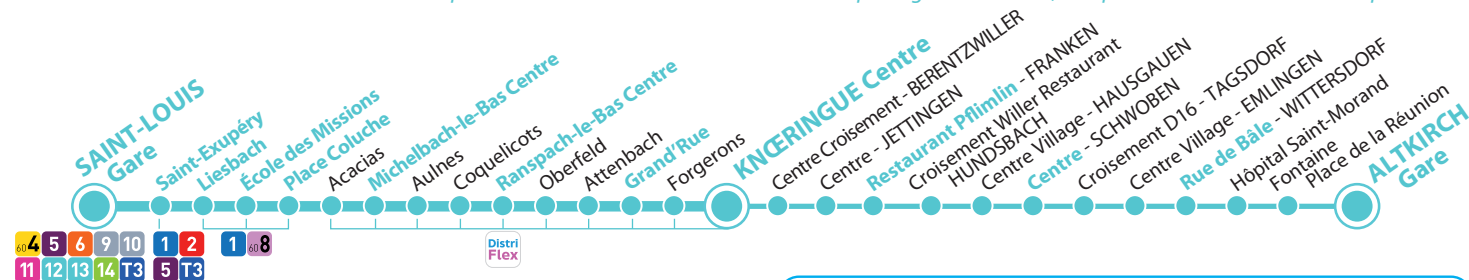 SAINT-LOUIS
Gare
Saint-Exupéry
Liesbach
École des Missions
Place Coluche
Acacias
Michelbach-le-Bas Centre
Aulnes
Coquelicots
Ranspach-le-Bas Centre
Oberfeld
Attenbach
Grand'Rue
Forgerons
KNŒRINGUE Centre
Centre Croisement - BERENTZWILLER
Centre - JETTINGEN
Restaurant Pflimlin - FRANKEN
Croisement Willer Restaurant
HUNDSBACH
Centre Village - HAUSGAUEN
Centre - SCHWOBEN
Croisement D16 - TAGSDORF
Centre Village - EMLINGEN
Rue de Bâle - WITTERSDORF
Hôpital Saint-Morand
Fontaine
Place de la Réunion
ALTKIRCH
Gare
604 5 6 9 10
11 12 13 14 T3
1 2
5 T3
1 608
Distri
Flex